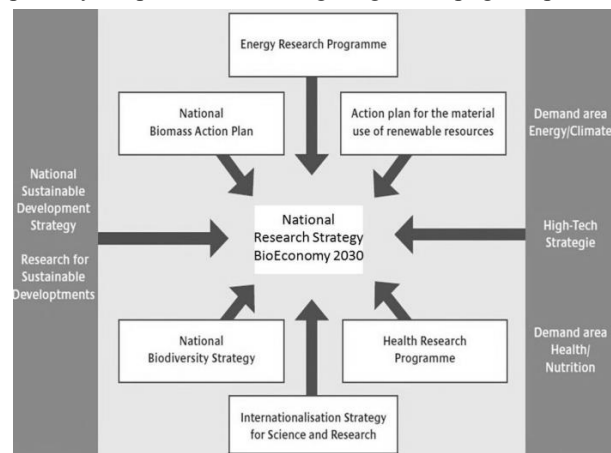 Energy Research Programme
National
Biomass Action Plan
Action plan for the material
use of renewable resources
Demand area
Energy/Climate
National
Sustainable
Development
Strategy
Research for
Sustainable
Developtments
National
Research Strategy
BioEconomy 2030
High-Tech
Strategie
National
Biodiversity Strategy
Health Research
Programme
Demand area
Health/
Nutrition
Internationalisation Strategy
for Science and Research